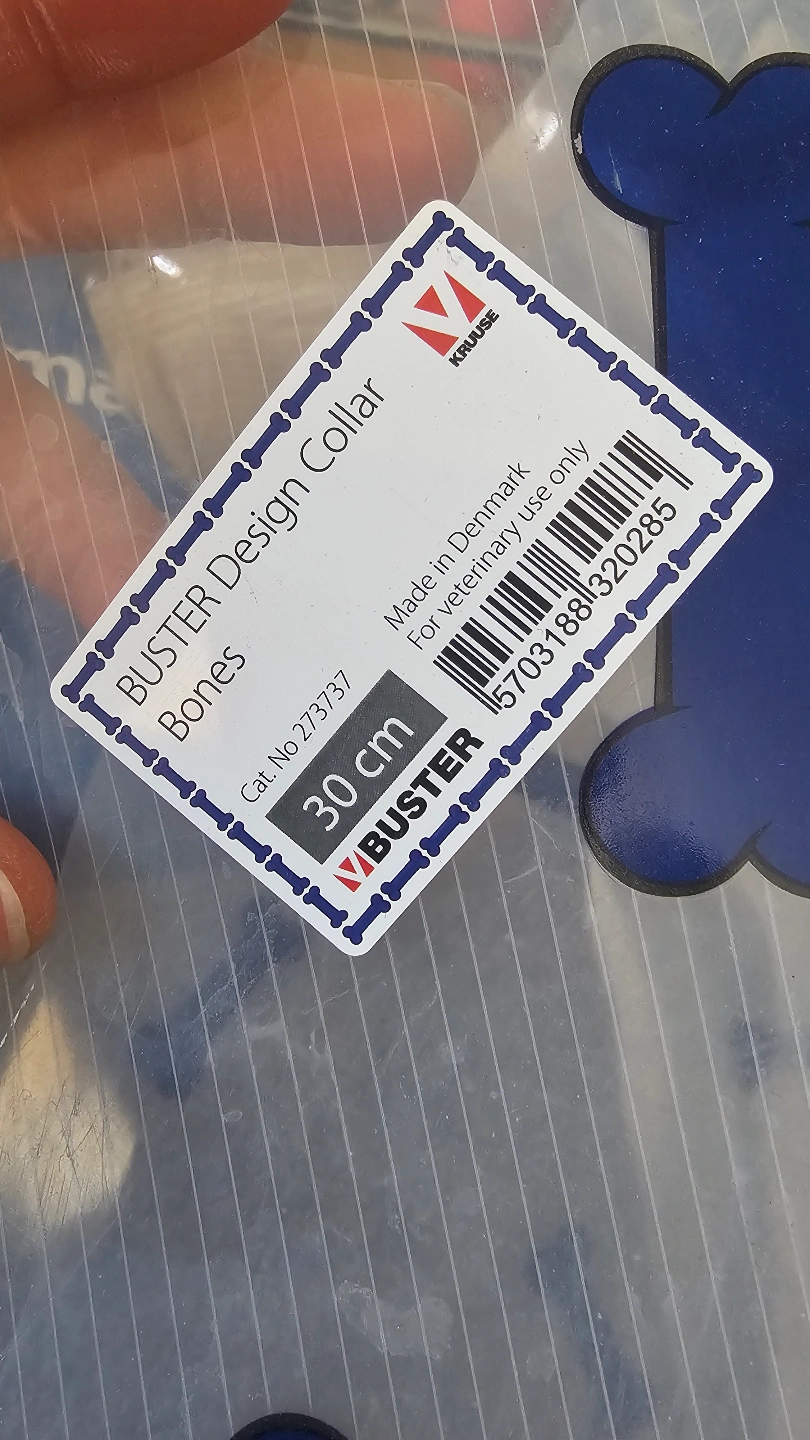 KRUUSE
BUSTER Design Collar
Bones
Made in Denmark
For veterinary use only
Cat. No 273737
30 cm
BUSTER
5703188 320285